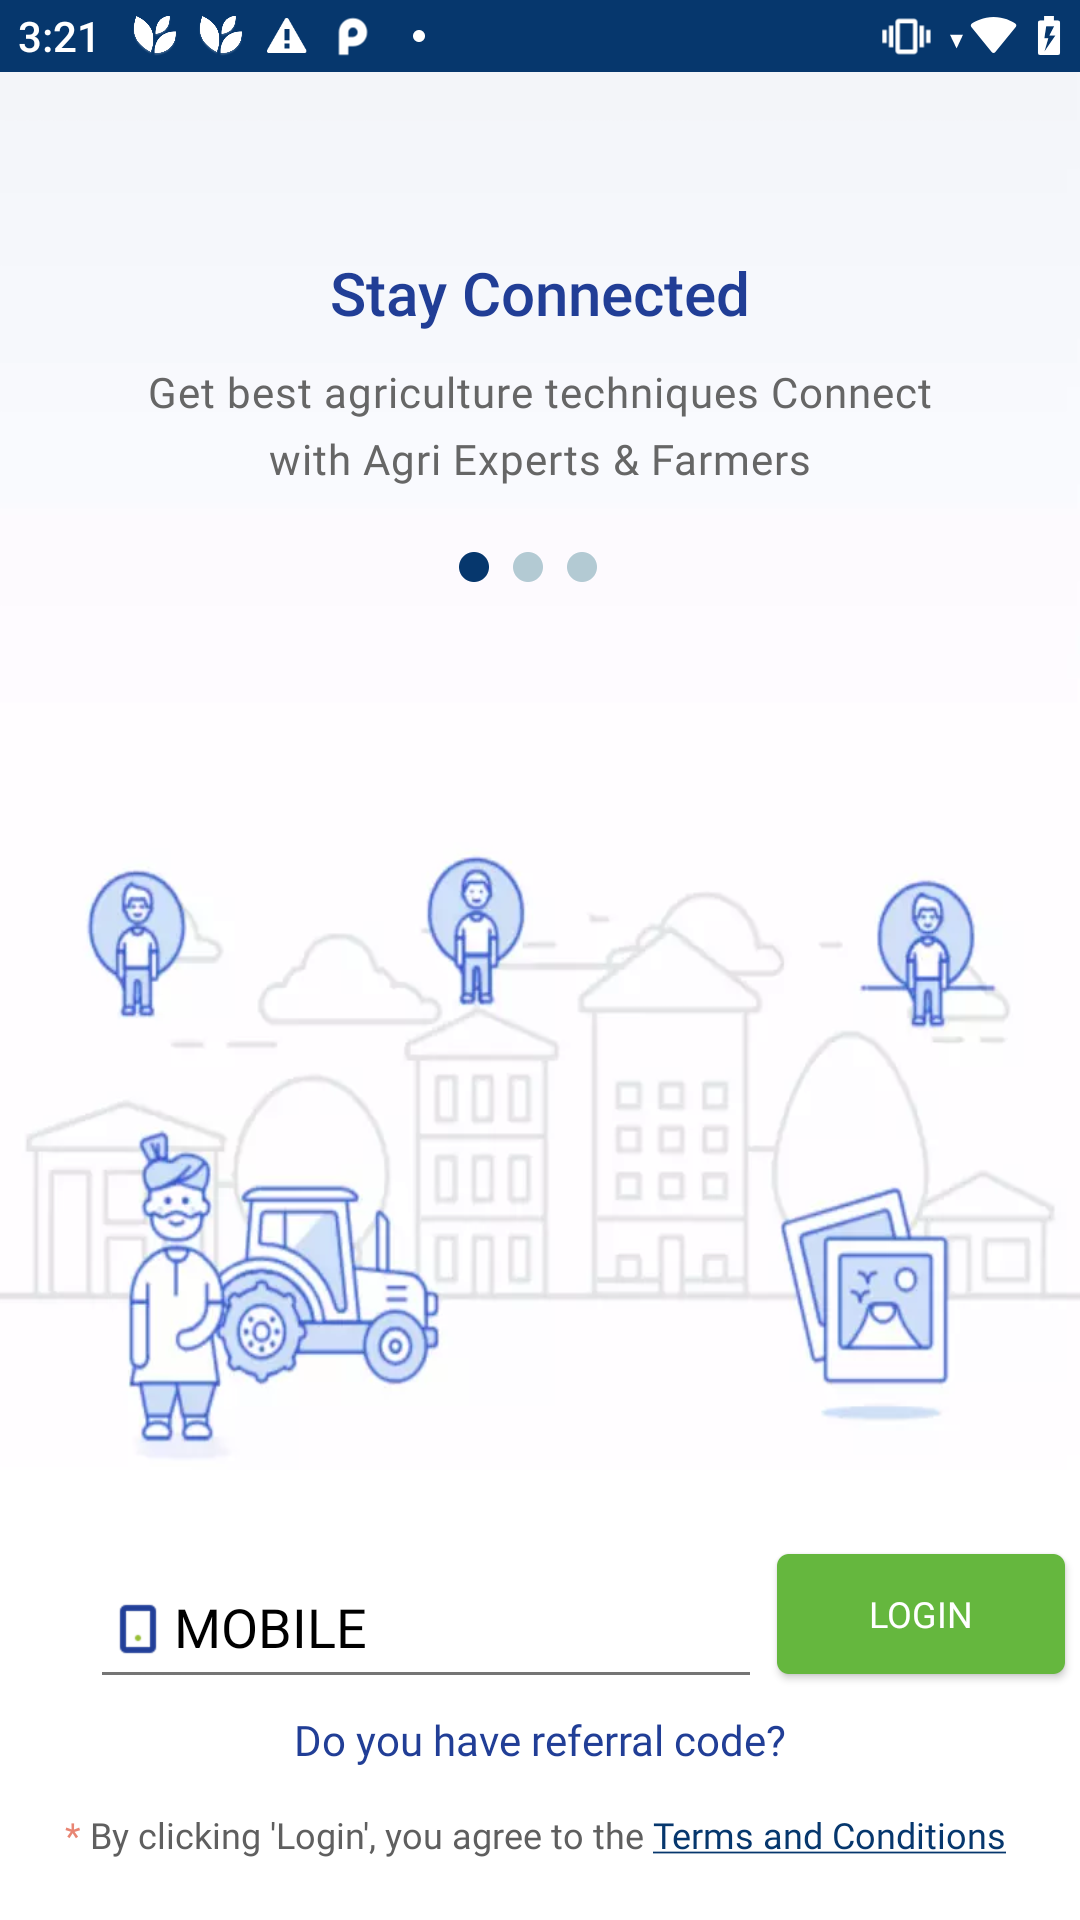 3:21
Stay Connected
Get best agriculture techniques Connect
with Agri Experts & Farmers
MOBILE
LOGIN
Do you have referral code?
* By clicking 'Login', you agree to the Terms and Conditions